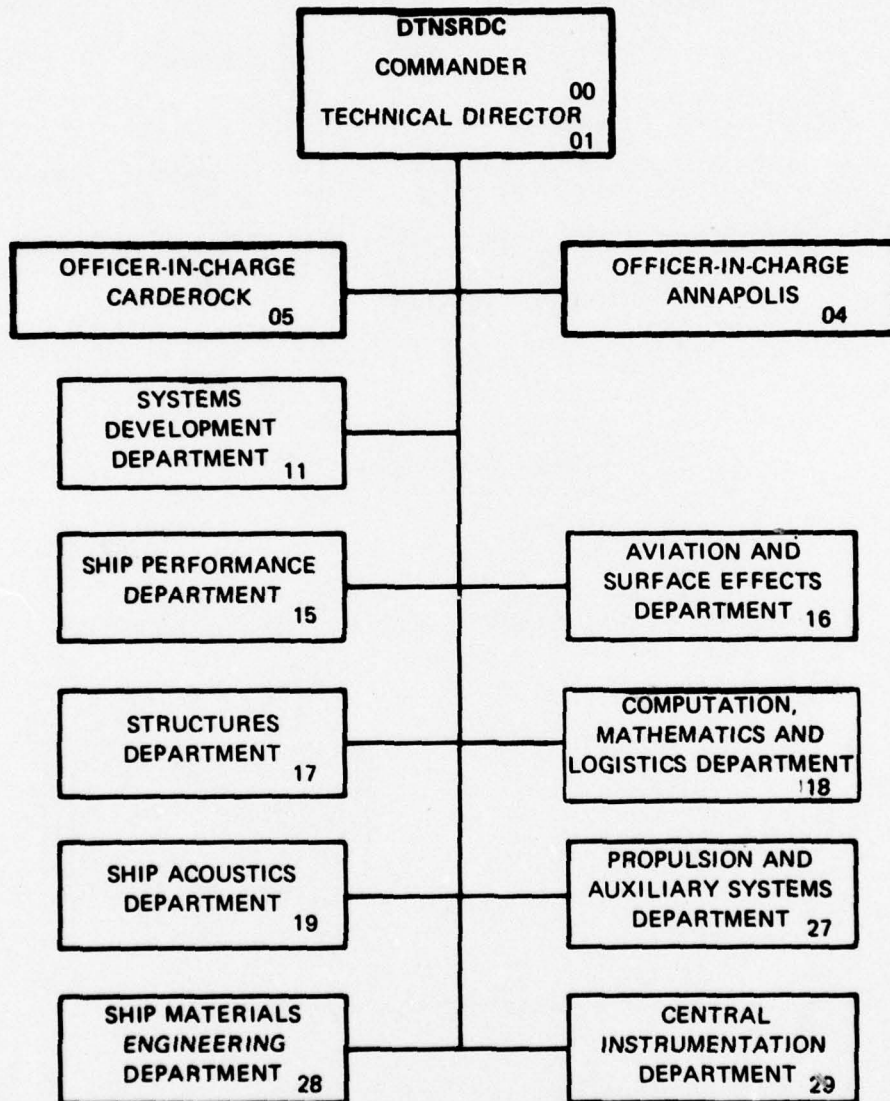 DTNSRDC
COMMANDER
00
TECHNICAL DIRECTOR
01
OFFICER-IN-CHARGE
CARDEROCK
05
OFFICER-IN-CHARGE
ANNAPOLIS
04
SYSTEMS
DEVELOPMENT
DEPARTMENT
11
SHIP PERFORMANCE
DEPARTMENT
15
AVIATION AND
SURFACE EFFECTS
DEPARTMENT
16
STRUCTURES
DEPARTMENT
17
COMPUTATION,
MATHEMATICS AND
LOGISTICS DEPARTMENT
18
SHIP ACOUSTICS
DEPARTMENT
19
PROPULSION AND
AUXILIARY SYSTEMS
DEPARTMENT
27
SHIP MATERIALS
ENGINEERING
DEPARTMENT
28
CENTRAL
INSTRUMENTATION
DEPARTMENT
29